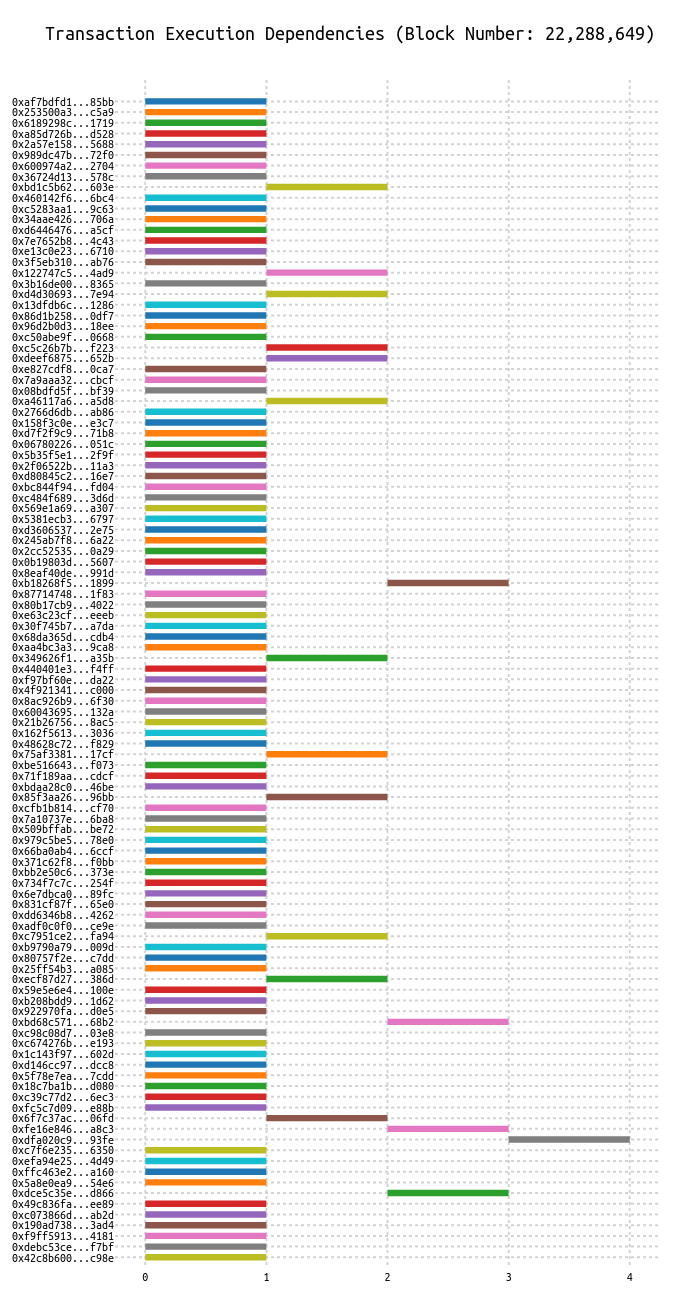 Transaction Execution Dependencies (Block Number: 22,288,649)
0xaf7bdfd1...85bb
0x253500a3...c5a9
0x6189298c...1719
0xa85d726b...d528
0x2a57e158...5688
0x989dc47b...72f0
0x600974a2...2704
0x36724d13...578c
0xbd1c5b62...603e
0x460142f6...6bc4
0xc5283aa1...9c63
0x34aae426...706a
0xd6446476...a5cf
0x7e7652b8...4c43
0xe13c0e23...6710
0x3f5eb310...ab76
0x122747c5...4ad9
0x3b16de00...8365
0xd4d30693...7e94
0x13dfdb6c...1286
0x86d1b258...0df7
0x96d2b0d3...18ee
0xc50abe9f...0668
0xc5c26b7b...f223
0xdeef6875...652b
0xe827cdf8...0ca7
0x7a9aaa32...cbcf
0x08bdfd5f...bf39
0xa46117a6...a5d8
0x2766d6db...ab86
0x158f3c0e...e3c7
0xd7f2f9c9...71b8
0x06780226...051c
0x5b35f5e1...2f9f
0x2f06522b...11a3
0xd80845c2...16e7
0xbc844f94...fd04
0xc484f689...3d6d
0x569e1a69...a307
0x5381ecb3...6797
0xd3606537...2e75
0x245ab7f8...6a22
0x2cc52535...0a29
0x0b19803d...5607
0x8eaf40de...991d
0xb18268f5...1899
0x87714748...1f83
0x80b17cb9...4022
0xe63c23cf...eeeb
0x30f745b7...a7da
0x68da365d...cdb4
0xaa4bc3a3...9ca8
0x349626f1...a35b
0x440401e3...f4ff
0xf97bf60e...da22
0x4f921341...c000
0x8ac926b9...6f30
0x60043695...132a
0x21b26756...8ac5
0x162f5613...3036
0x48628c72...f829
0x75af3381...17cf
0xbe516643...f073
0x71f189aa...cdcf
0xbdaa28c0...46be
0x85f3aa26...96bb
0xcfb1b814...cf70
0x7a10737e...6ba8
0x509bffab...be72
0x979c5be5...78e0
0x66ba0ab4...6ccf
0x371c62f8...f0bb
0xbb2e50c6...373e
0x734f7c7c...254f
0x6e7dbca0...89fc
0x831cf87f...65e0
0xdd6346b8...4262
0xadf0c0f0...ce9e
0xc7951ce2...fa94
0xb9790a79...009d
0x80757f2e...c7dd
0x25ff54b3...a085
0xecf87d27...386d
0x59e5e6e4...100e
0xb208bdd9...1d62
0x922970fa...d0e5
0xbd68c571...68b2
0xc98c08d7...03e8
0xc674276b...e193
0x1c143f97...602d
0xd146cc97...dcc8
0x5f78e7ea...7cdd
0x18c7ba1b...d080
0xc39c77d2...6ec3
0xfc5c7d09...e88b
0x6f7c37ac...06fd
0xfe16e846...a8c3
0xdfa020c9...93fe
0xc7f6e235...6350
0xefa94e25...4d49
0xffc463e2...a160
0x5a8e0ea9...54e6
0xdce5c35e...d866
0x49c836fa...ee89
0xc073866d...ab2d
0x190ad738...3ad4
0xf9ff5913...4181
0xdebc53ce...f7bf
0x42c8b600...c98e
0 1 2 3 4